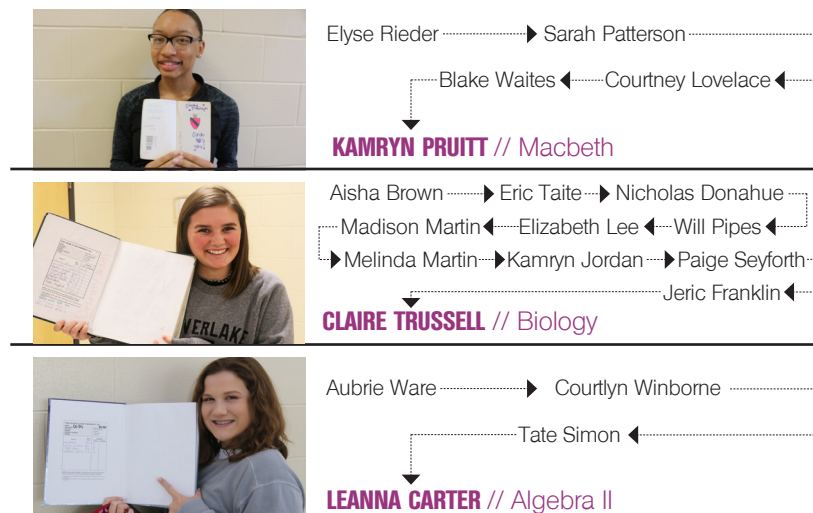 Elyse Rieder Sarah Patterson
Blake Waites Courtney Lovelace
KAMRYN PRUITT // Macbeth
Aisha Brown Eric Taite Nicholas Donahue
Madison Martin Elizabeth Lee Will Pipes
Melinda Martin Kamryn Jordan Paige Seyforth
Jeric Franklin
CLAIRE TRUSSELL // Biology
VERLAKE
Aubrie Ware Courtlyn Winborne
Tate Simon
LEANNA CARTER // Algebra II